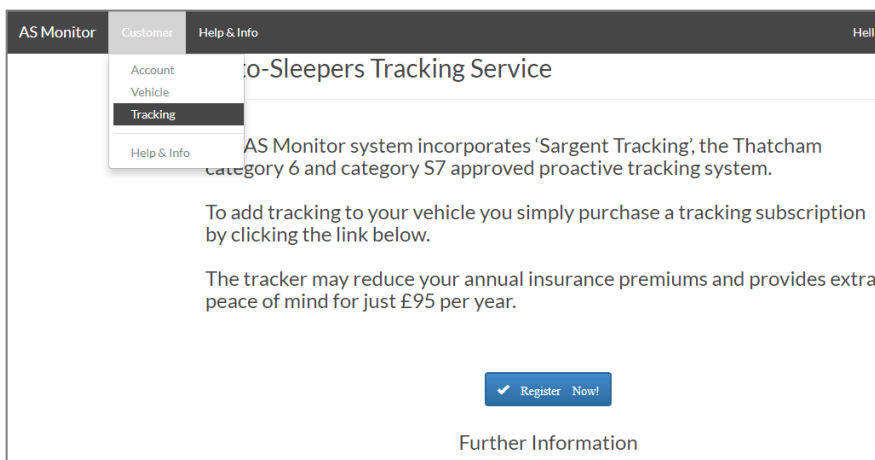 AS Monitor Customer Help & Info Hell
Account
Vehicle
Tracking
Help & Info
to-Sleepers Tracking Service
AS Monitor system incorporates ‘Sargent Tracking’, the Thatcham
category 6 and category S7 approved proactive tracking system.
To add tracking to your vehicle you simply purchase a tracking subscription
by clicking the link below.
The tracker may reduce your annual insurance premiums and provides extra
peace of mind for just £95 per year.
Register Now!
Further Information